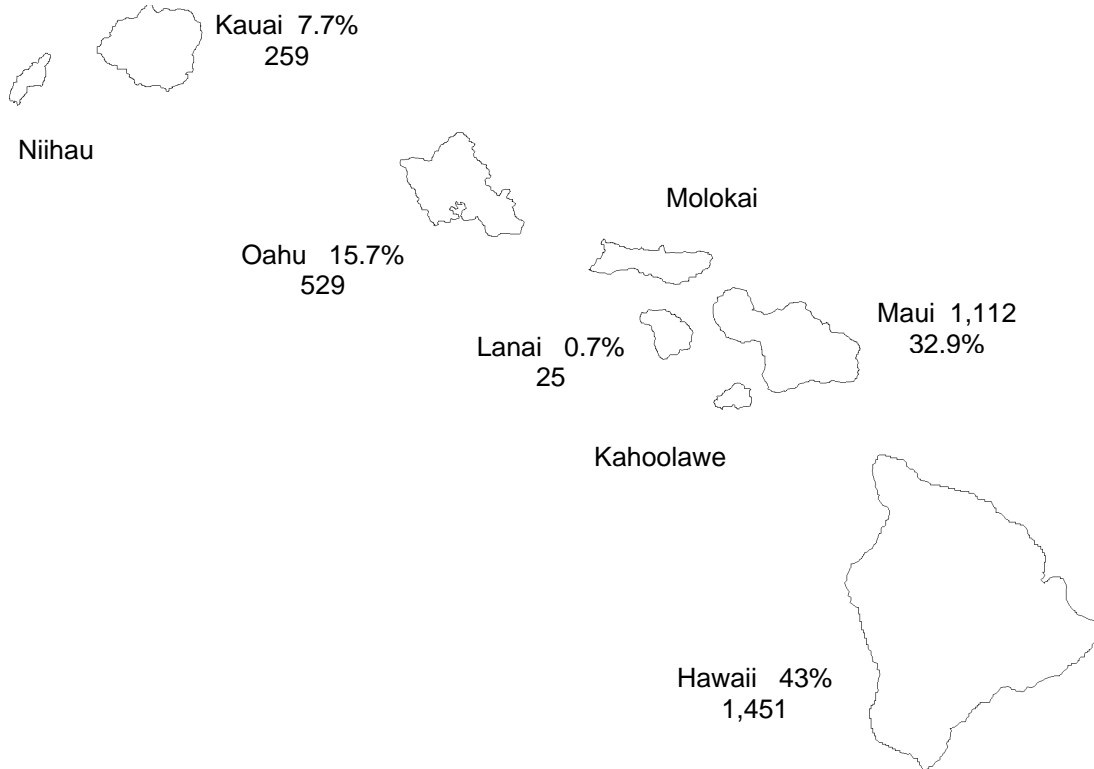 Kauai 7.7%
259
Niihau
Molokai
Oahu 15.7%
529
Maui 1,112
32.9%
Lanai 0.7%
25
Kahoolawe
Hawaii 43%
1,451